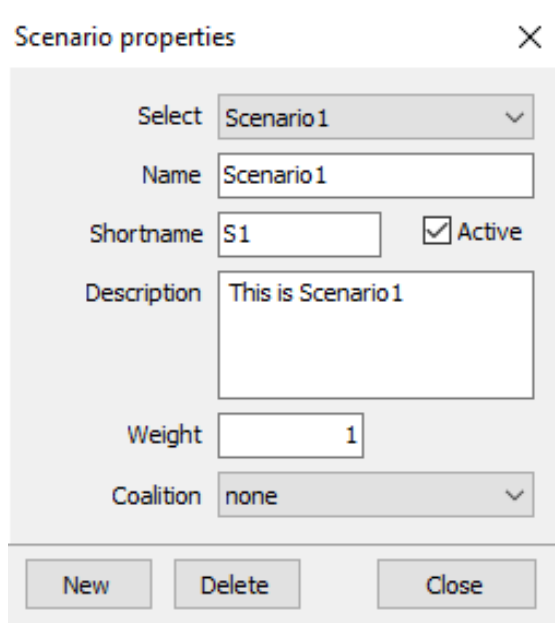 Scenario properties
Select Scenario1
Name Scenario1
Shortname S1 Active
Description This is Scenario1
Weight 1
Coalition none
New Delete Close